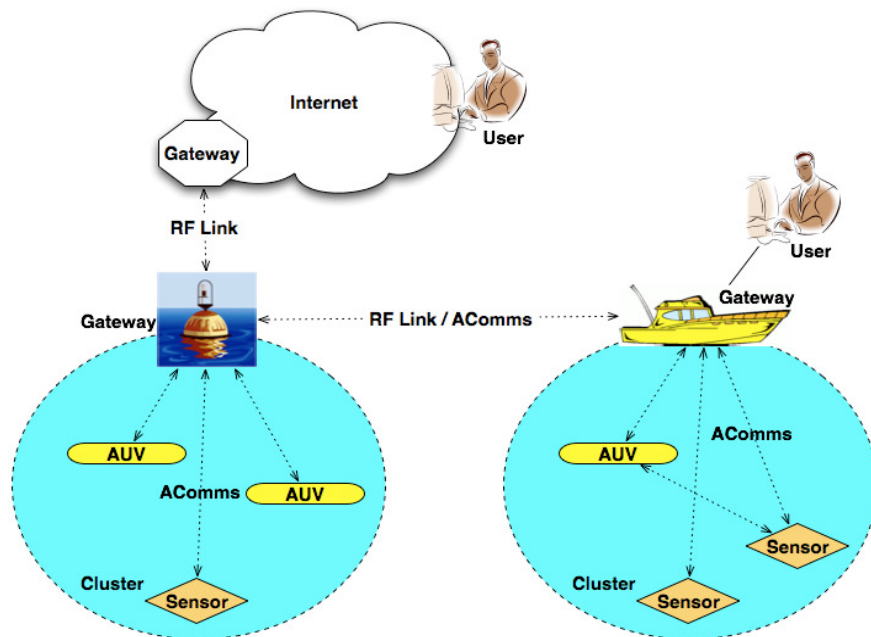 Internet
User
Gateway
RF Link
User
Gateway
Gateway
RF Link / AComms
AUV
AComms
AUV
Cluster
Sensor
AComms
AUV
Sensor
Cluster
Sensor